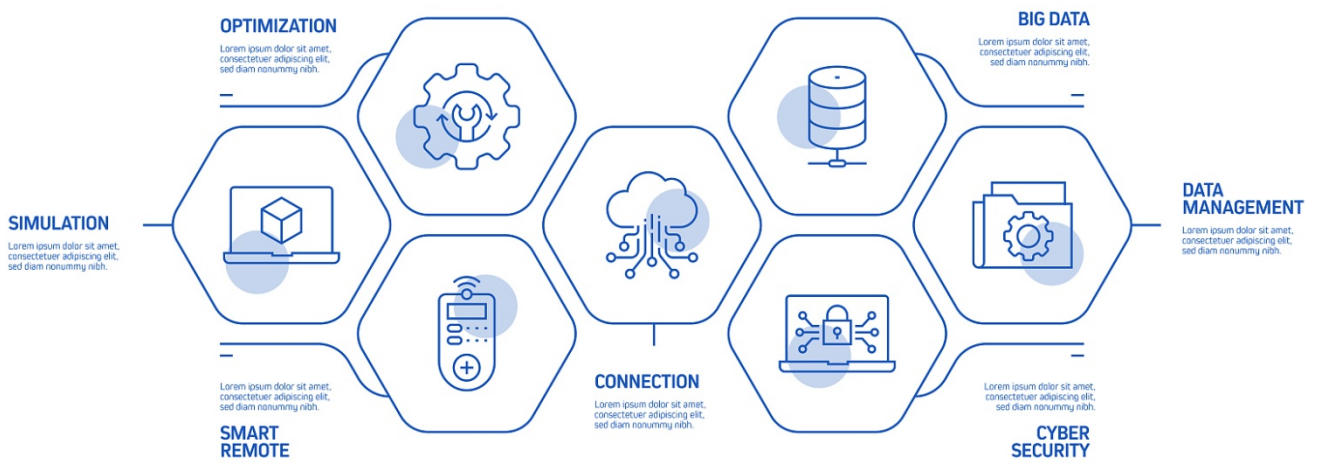 OPTIMIZATION
Lorem ipsum dolor sit amet,
consectetuer adipiscing elit,
sed diam nonummy nibh.
BIG DATA
Lorem ipsum dolor sit amet,
consectetuer adipiscing elit,
sed diam nonummy nibh.
SIMULATION
Lorem ipsum dolor sit amet,
consectetuer adipiscing elit,
sed diam nonummy nibh.
DATA
MANAGEMENT
Lorem ipsum dolor sit amet,
consectetuer adipiscing elit,
sed diam nonummy nibh.
Lorem ipsum dolor sit amet,
consectetuer adipiscing elit,
sed diam nonummy nibh.
SMART
REMOTE
CONNECTION
Lorem ipsum dolor sit amet,
consectetuer adipiscing elit,
sed diam nonummy nibh.
Lorem ipsum dolor sit amet,
consectetuer adipiscing elit,
sed diam nonummy nibh.
CYBER
SECURITY